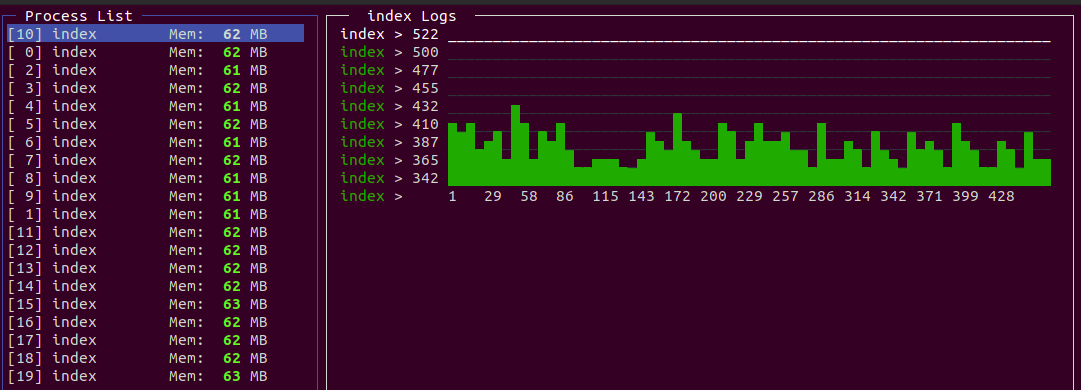 Process List
[10] index Mem: 62 MB
[ 0] index Mem: 62 MB
[ 2] index Mem: 61 MB
[ 3] index Mem: 62 MB
[ 4] index Mem: 61 MB
[ 5] index Mem: 62 MB
[ 6] index Mem: 61 MB
[ 7] index Mem: 62 MB
[ 8] index Mem: 61 MB
[ 9] index Mem: 61 MB
[ 1] index Mem: 61 MB
[11] index Mem: 62 MB
[12] index Mem: 62 MB
[13] index Mem: 62 MB
[14] index Mem: 62 MB
[15] index Mem: 63 MB
[16] index Mem: 62 MB
[17] index Mem: 62 MB
[18] index Mem: 62 MB
[19] index Mem: 63 MB
index Logs
index > 522
index > 500
index > 477
index > 455
index > 432
index > 410
index > 387
index > 365
index > 342
index > 1 29 58 86 115 143 172 200 229 257 286 314 342 371 399 428